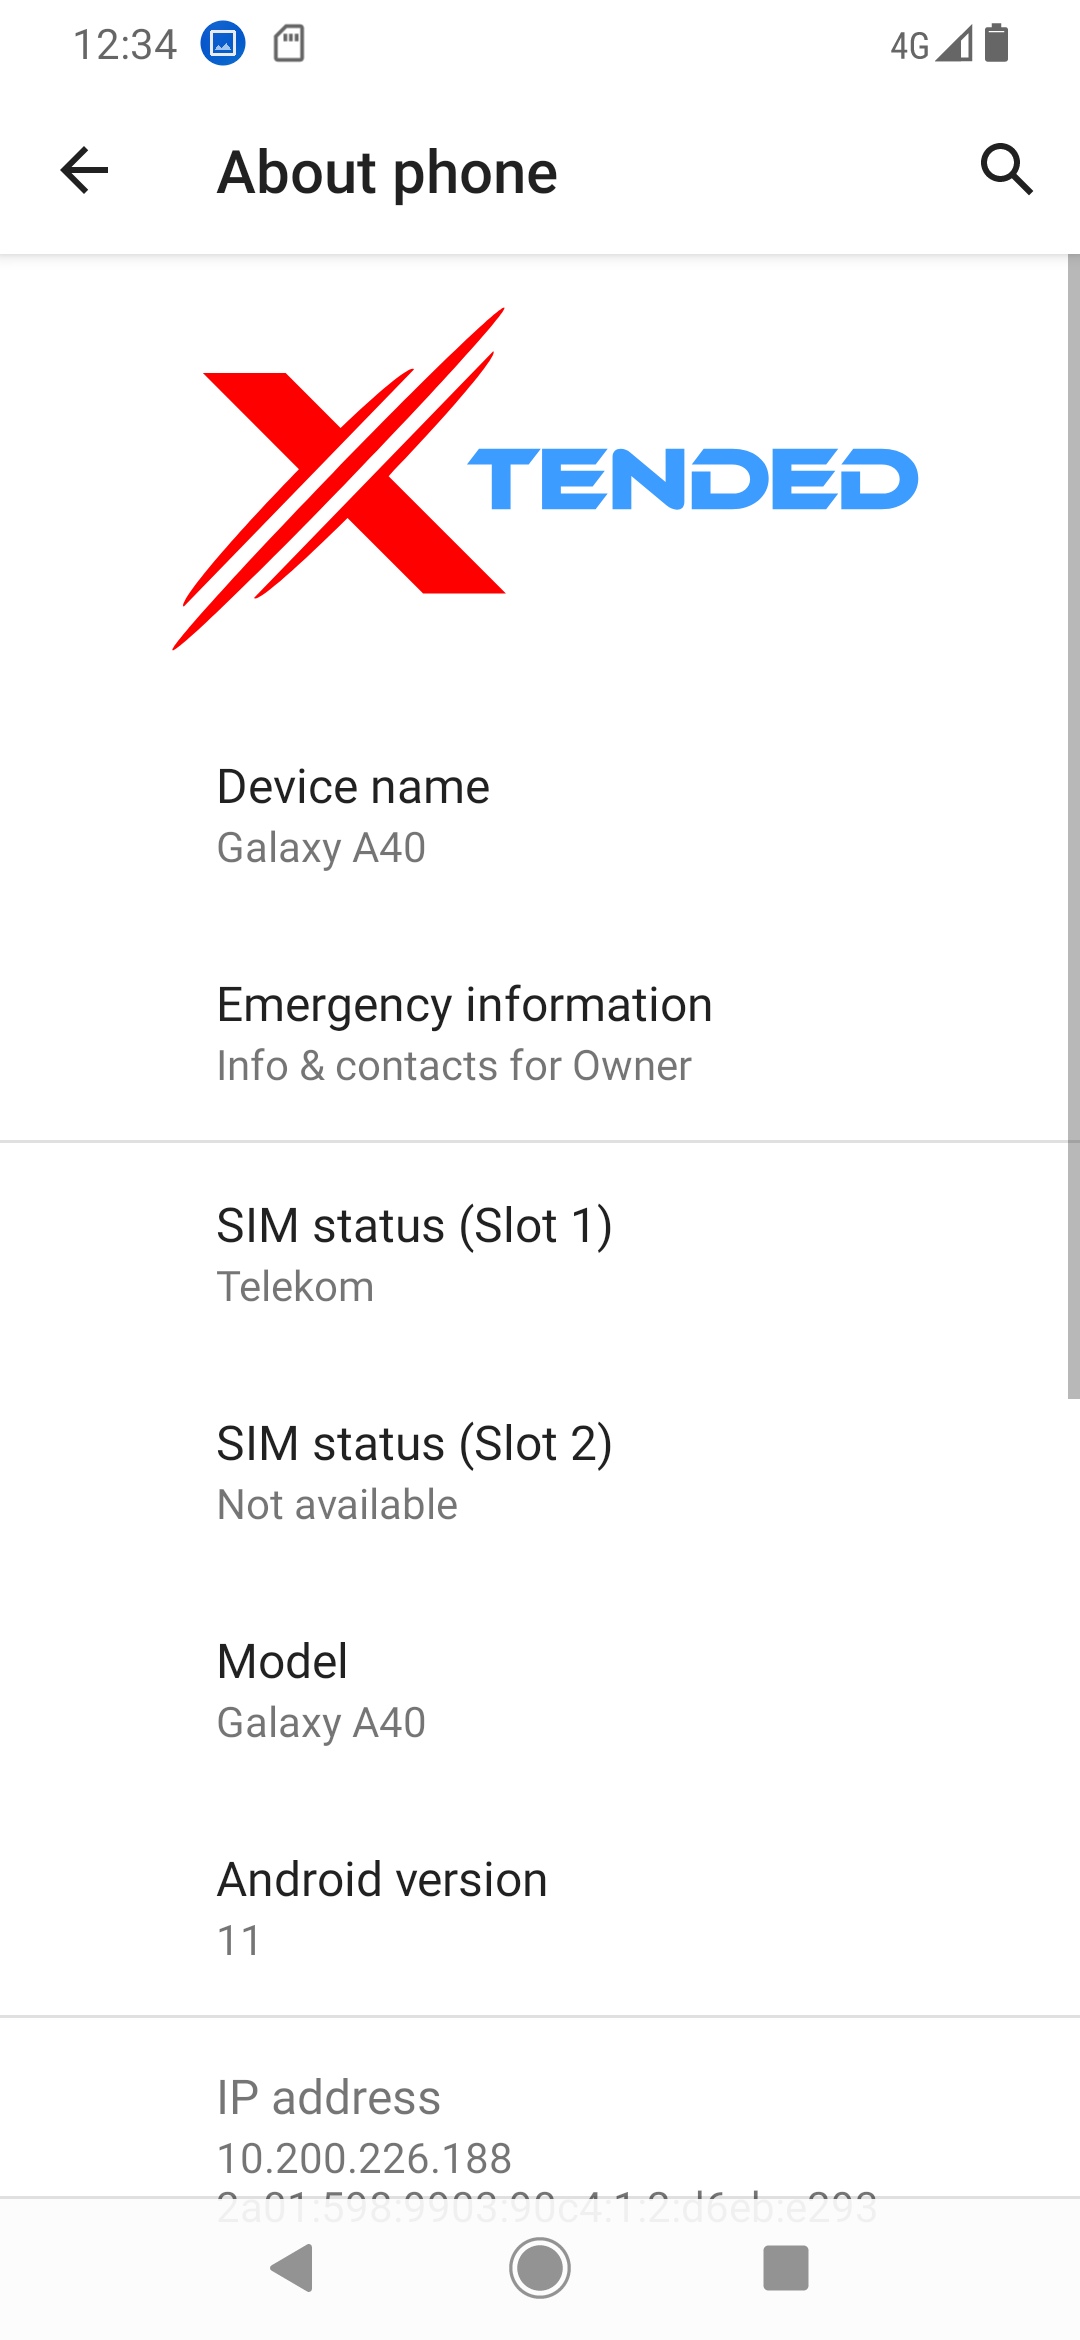 12:34
4G
About phone
XTENDED
Device name
Galaxy A40
Emergency information
Info & contacts for Owner
SIM status (Slot 1)
Telekom
SIM status (Slot 2)
Not available
Model
Galaxy A40
Android version
11
IP address
10.200.226.188
2a01:598:9903:90c4:1:2:d6eb:e293